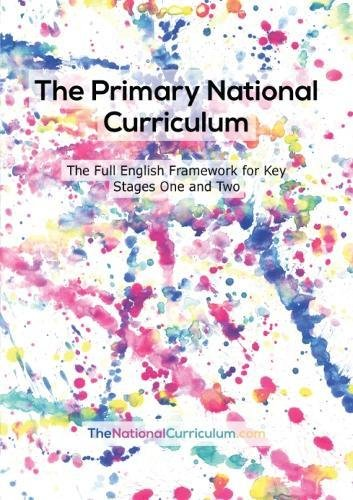 The Primary National
Curriculum
The Full English Framework for Key
Stages One and Two
TheNationalCurriculum.com